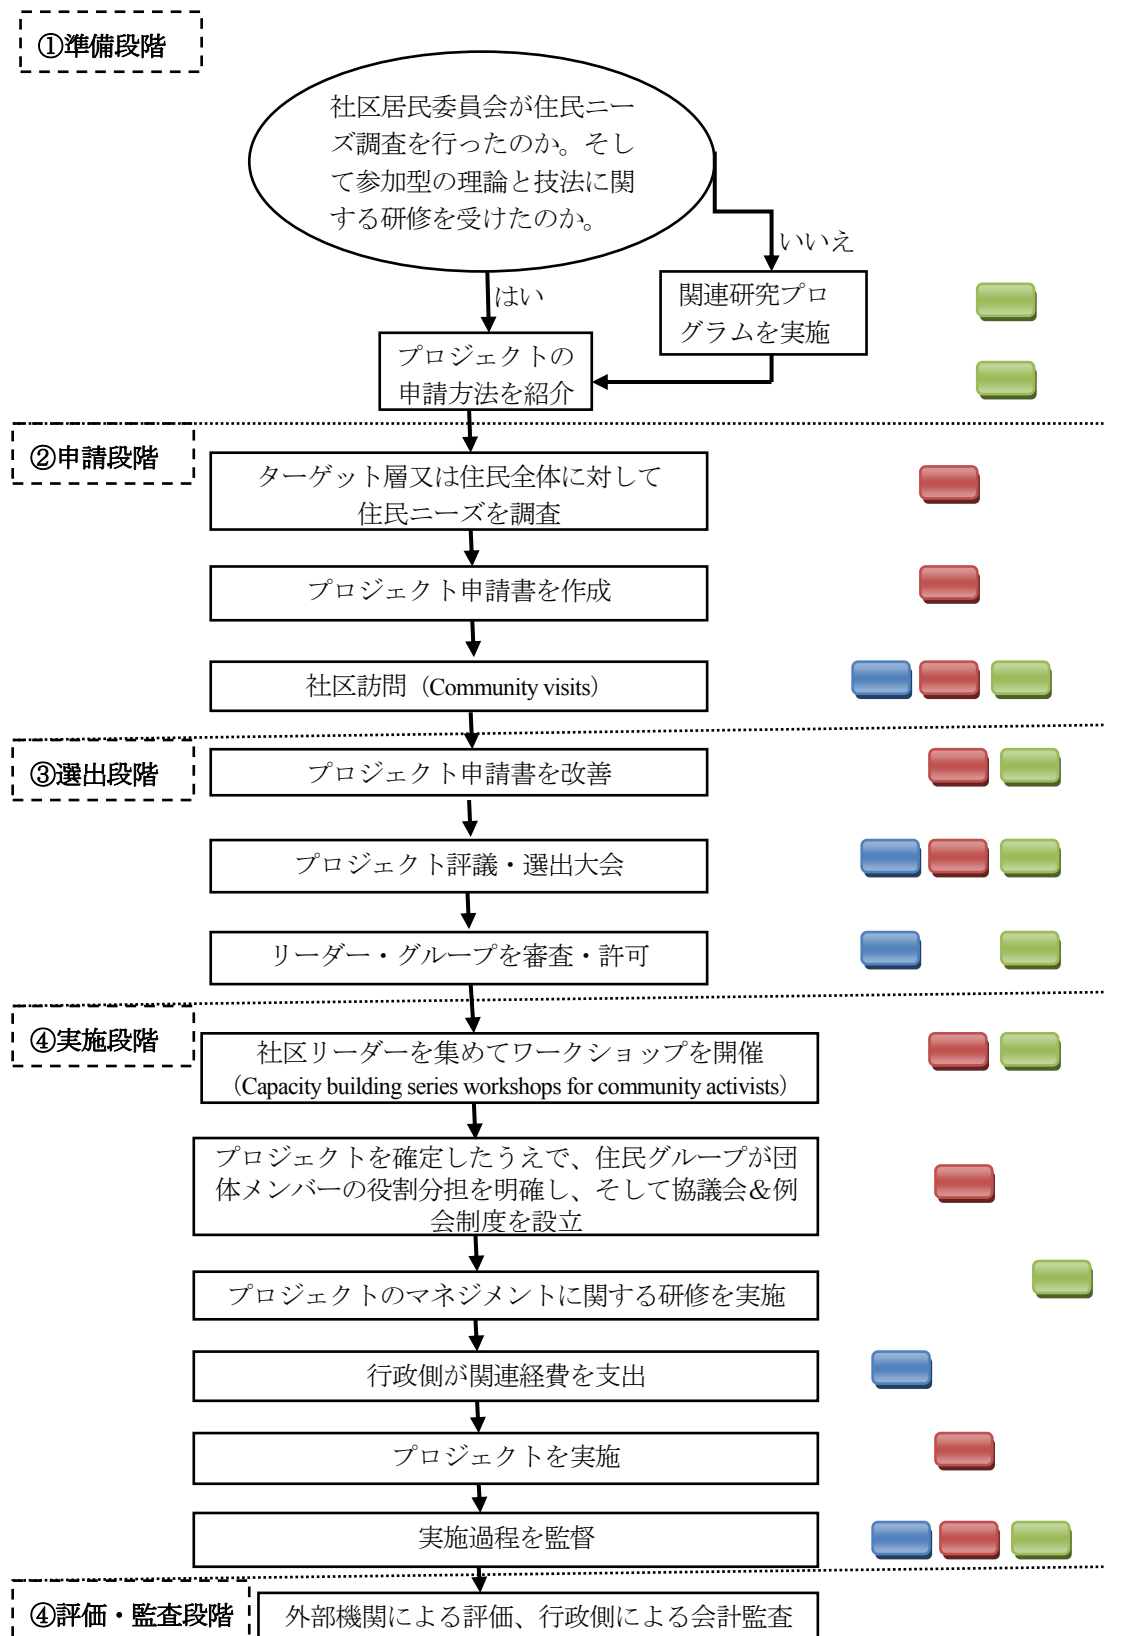 ①準備段階
社区居民委員会が住民ニー
ズ調査を行ったのか。そし
て参加型の理論と技法に関
する研修を受けたのか。
いいえ
はい
関連研究プロ
グラムを実施
プロジェクトの
申請方法を紹介
②申請段階
ターゲット層又は住民全体に対して
住民ニーズを調査
プロジェクト申請書を作成
社区訪問（Community visits）
③選出段階
プロジェクト申請書を改善
プロジェクト評議・選出大会
リーダー・グループを審査・許可
④実施段階
社区リーダーを集めてワークショップを開催
（Capacity building series workshops for community activists）
プロジェクトを確定したうえで、住民グループが団
体メンバーの役割分担を明確し、そして協議会＆例
会制度を設立
プロジェクトのマネジメントに関する研修を実施
行政側が関連経費を支出
プロジェクトを実施
実施過程を監督
④評価・監査段階
外部機関による評価、行政側による会計監査